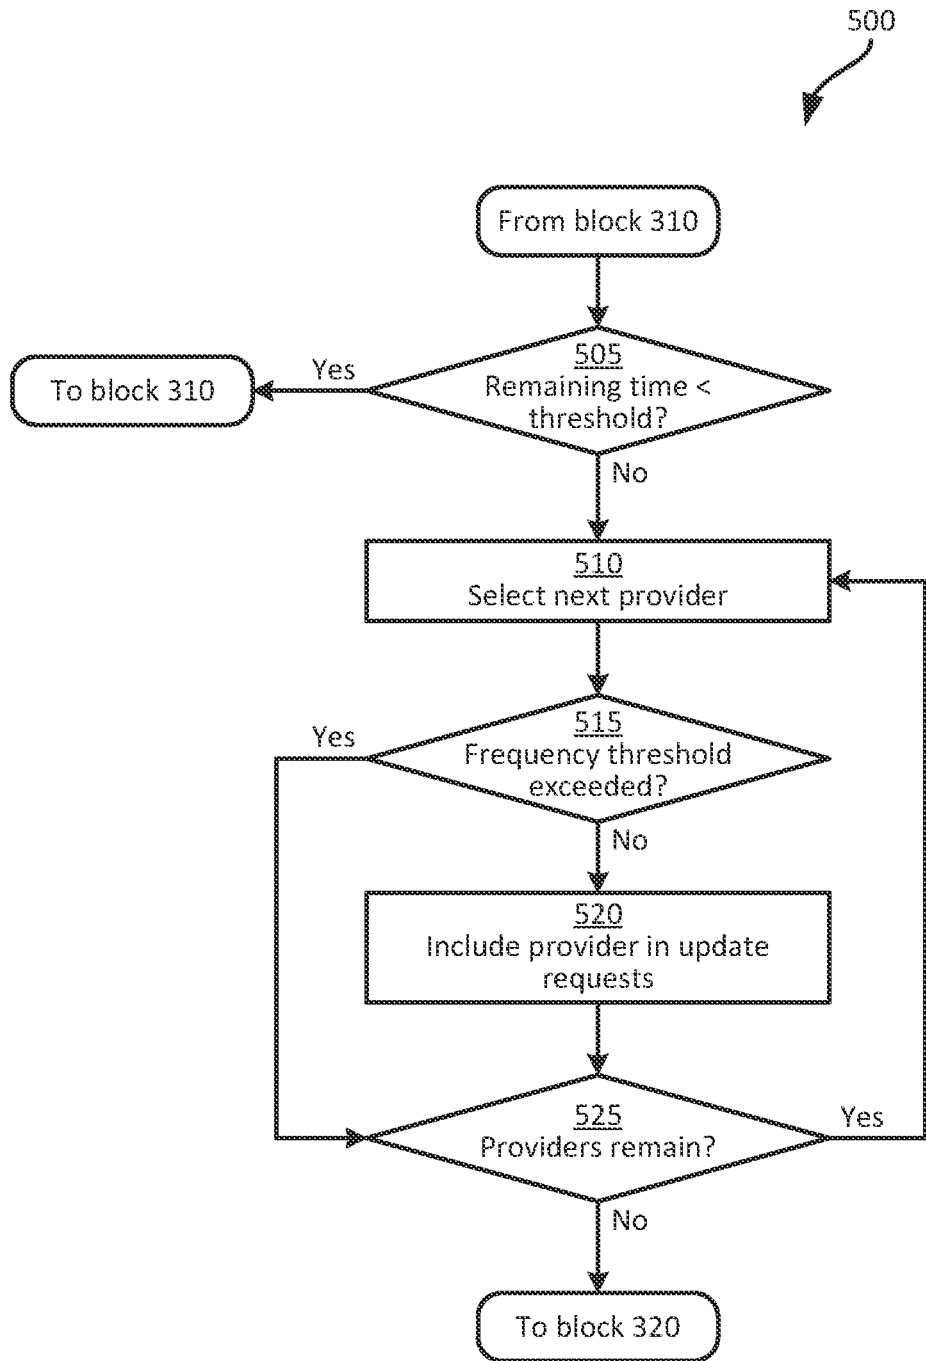 500
From block 310
505
Yes
Remaining time <
To block 310
threshold?
No
510
Select next provider
515
Yes
Frequency threshold
exceeded?
No
520
Include provider in update
requests
525
Yes
Providers remain?
No
To block 320